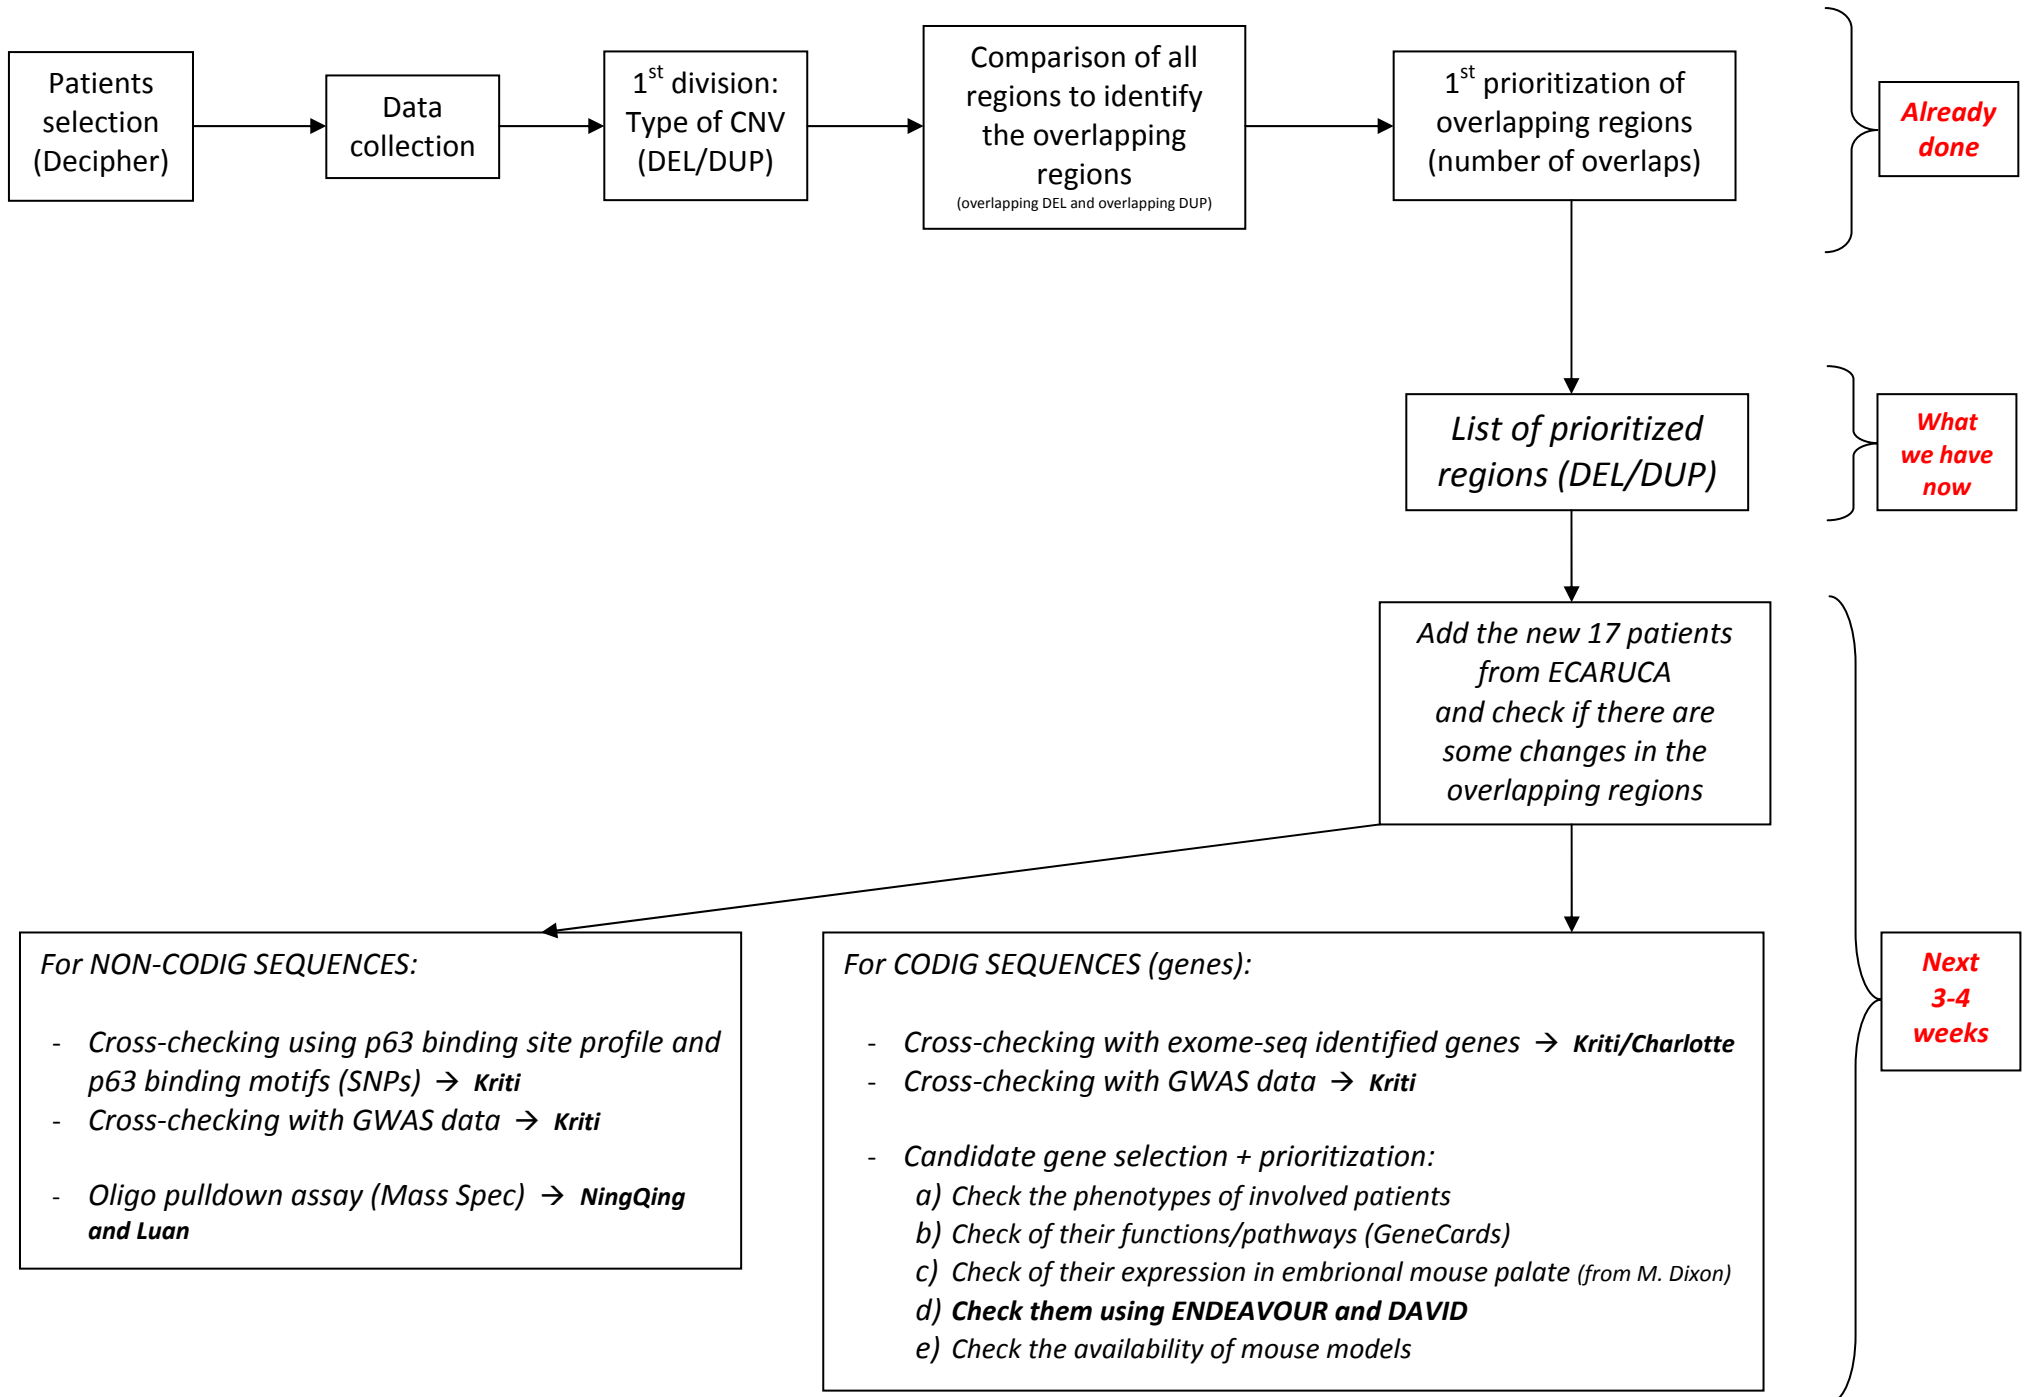 Patients
selection
(Decipher)
Data
collection
1st division:
Type of CNV
(DEL/DUP)
Comparison of all
regions to identify
the overlapping
regions
(overlapping DEL and overlapping DUP)
1st prioritization of
overlapping regions
(number of overlaps)
Already
done
List of prioritized
regions (DEL/DUP)
What
we have
now
Add the new 17 patients
from ECARUCA
and check if there are
some changes in the
overlapping regions
For NON-CODIG SEQUENCES:
- Cross-checking using p63 binding site profile and
p63 binding motifs (SNPs) → Kriti
- Cross-checking with GWAS data → Kriti
- Oligo pulldown assay (Mass Spec) → NingQing
and Luan
For CODIG SEQUENCES (genes):
- Cross-checking with exome-seq identified genes → Kriti/Charlotte
- Cross-checking with GWAS data → Kriti
- Candidate gene selection + prioritization:
a) Check the phenotypes of involved patients
b) Check of their functions/pathways (GeneCards)
c) Check of their expression in embrional mouse palate (from M. Dixon)
d) Check them using ENDEAVOUR and DAVID
e) Check the availability of mouse models
Next
3-4
weeks